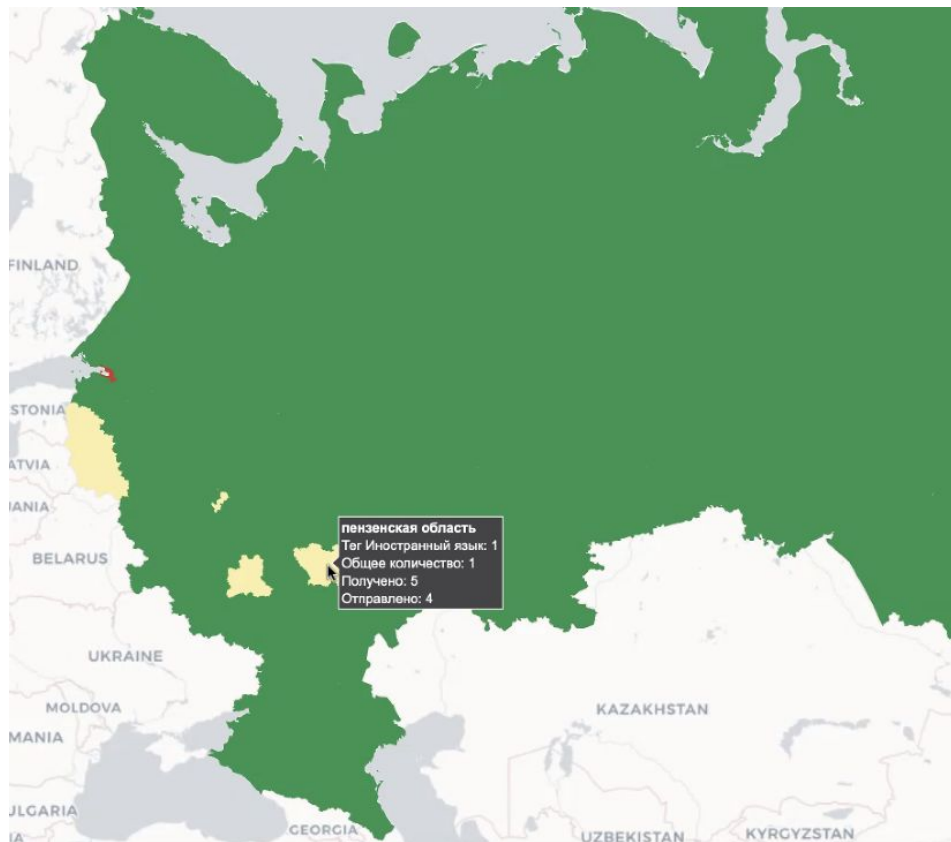 FINLAND
STONIA
ATVIA
ANIA
BELARUS
пензенская область
Тег Иностранный язык: 1
Общее количество: 1
Получено: 5
Отправлено: 4
UKRAINE
MOLDOVA
MANIA
KAZAKHSTAN
ULGARIA
GEORGIA
UZBEKISTAN
KYRGYZSTAN
IA